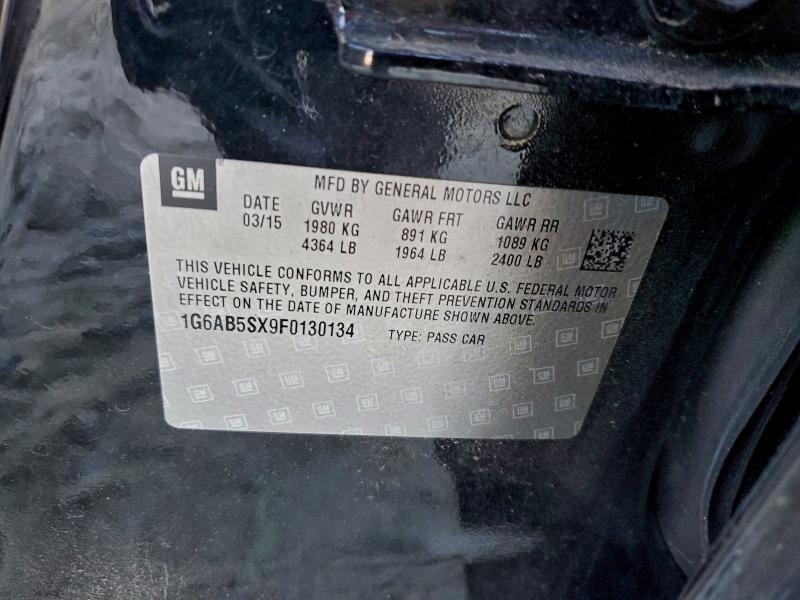 GM
MFD BY GENERAL MOTORS LLC
DATE GVWR GAWR FRT GAWR RR
03/15 1980 KG 891 KG 1089 KG
4364 LB 1964 LB 2400 LB
THIS VEHICLE CONFORMS TO ALL APPLICABLE U.S. FEDERAL MOTOR
VEHICLE SAFETY, BUMPER, AND THEFT PREVENTION STANDARDS IN
EFFECT ON THE DATE OF MANUFACTURE SHOWN ABOVE.
1G6AB5SX9F0130134 TYPE: PASS CAR